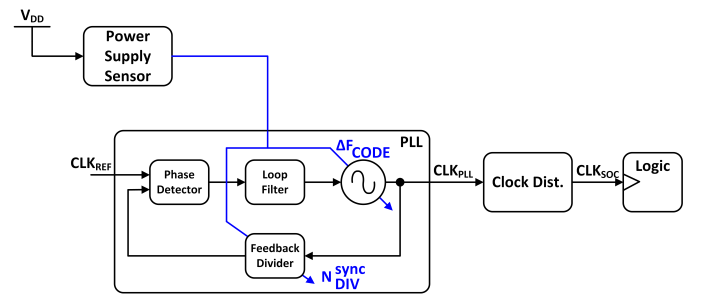 VDD
Power
Supply
Sensor
PLL
ΔFCODE
CLKREF
Phase
Detector
Loop
Filter
CLKPLL
Clock Dist.
CLKSOC
Logic
Feedback
Divider
N sync DIV